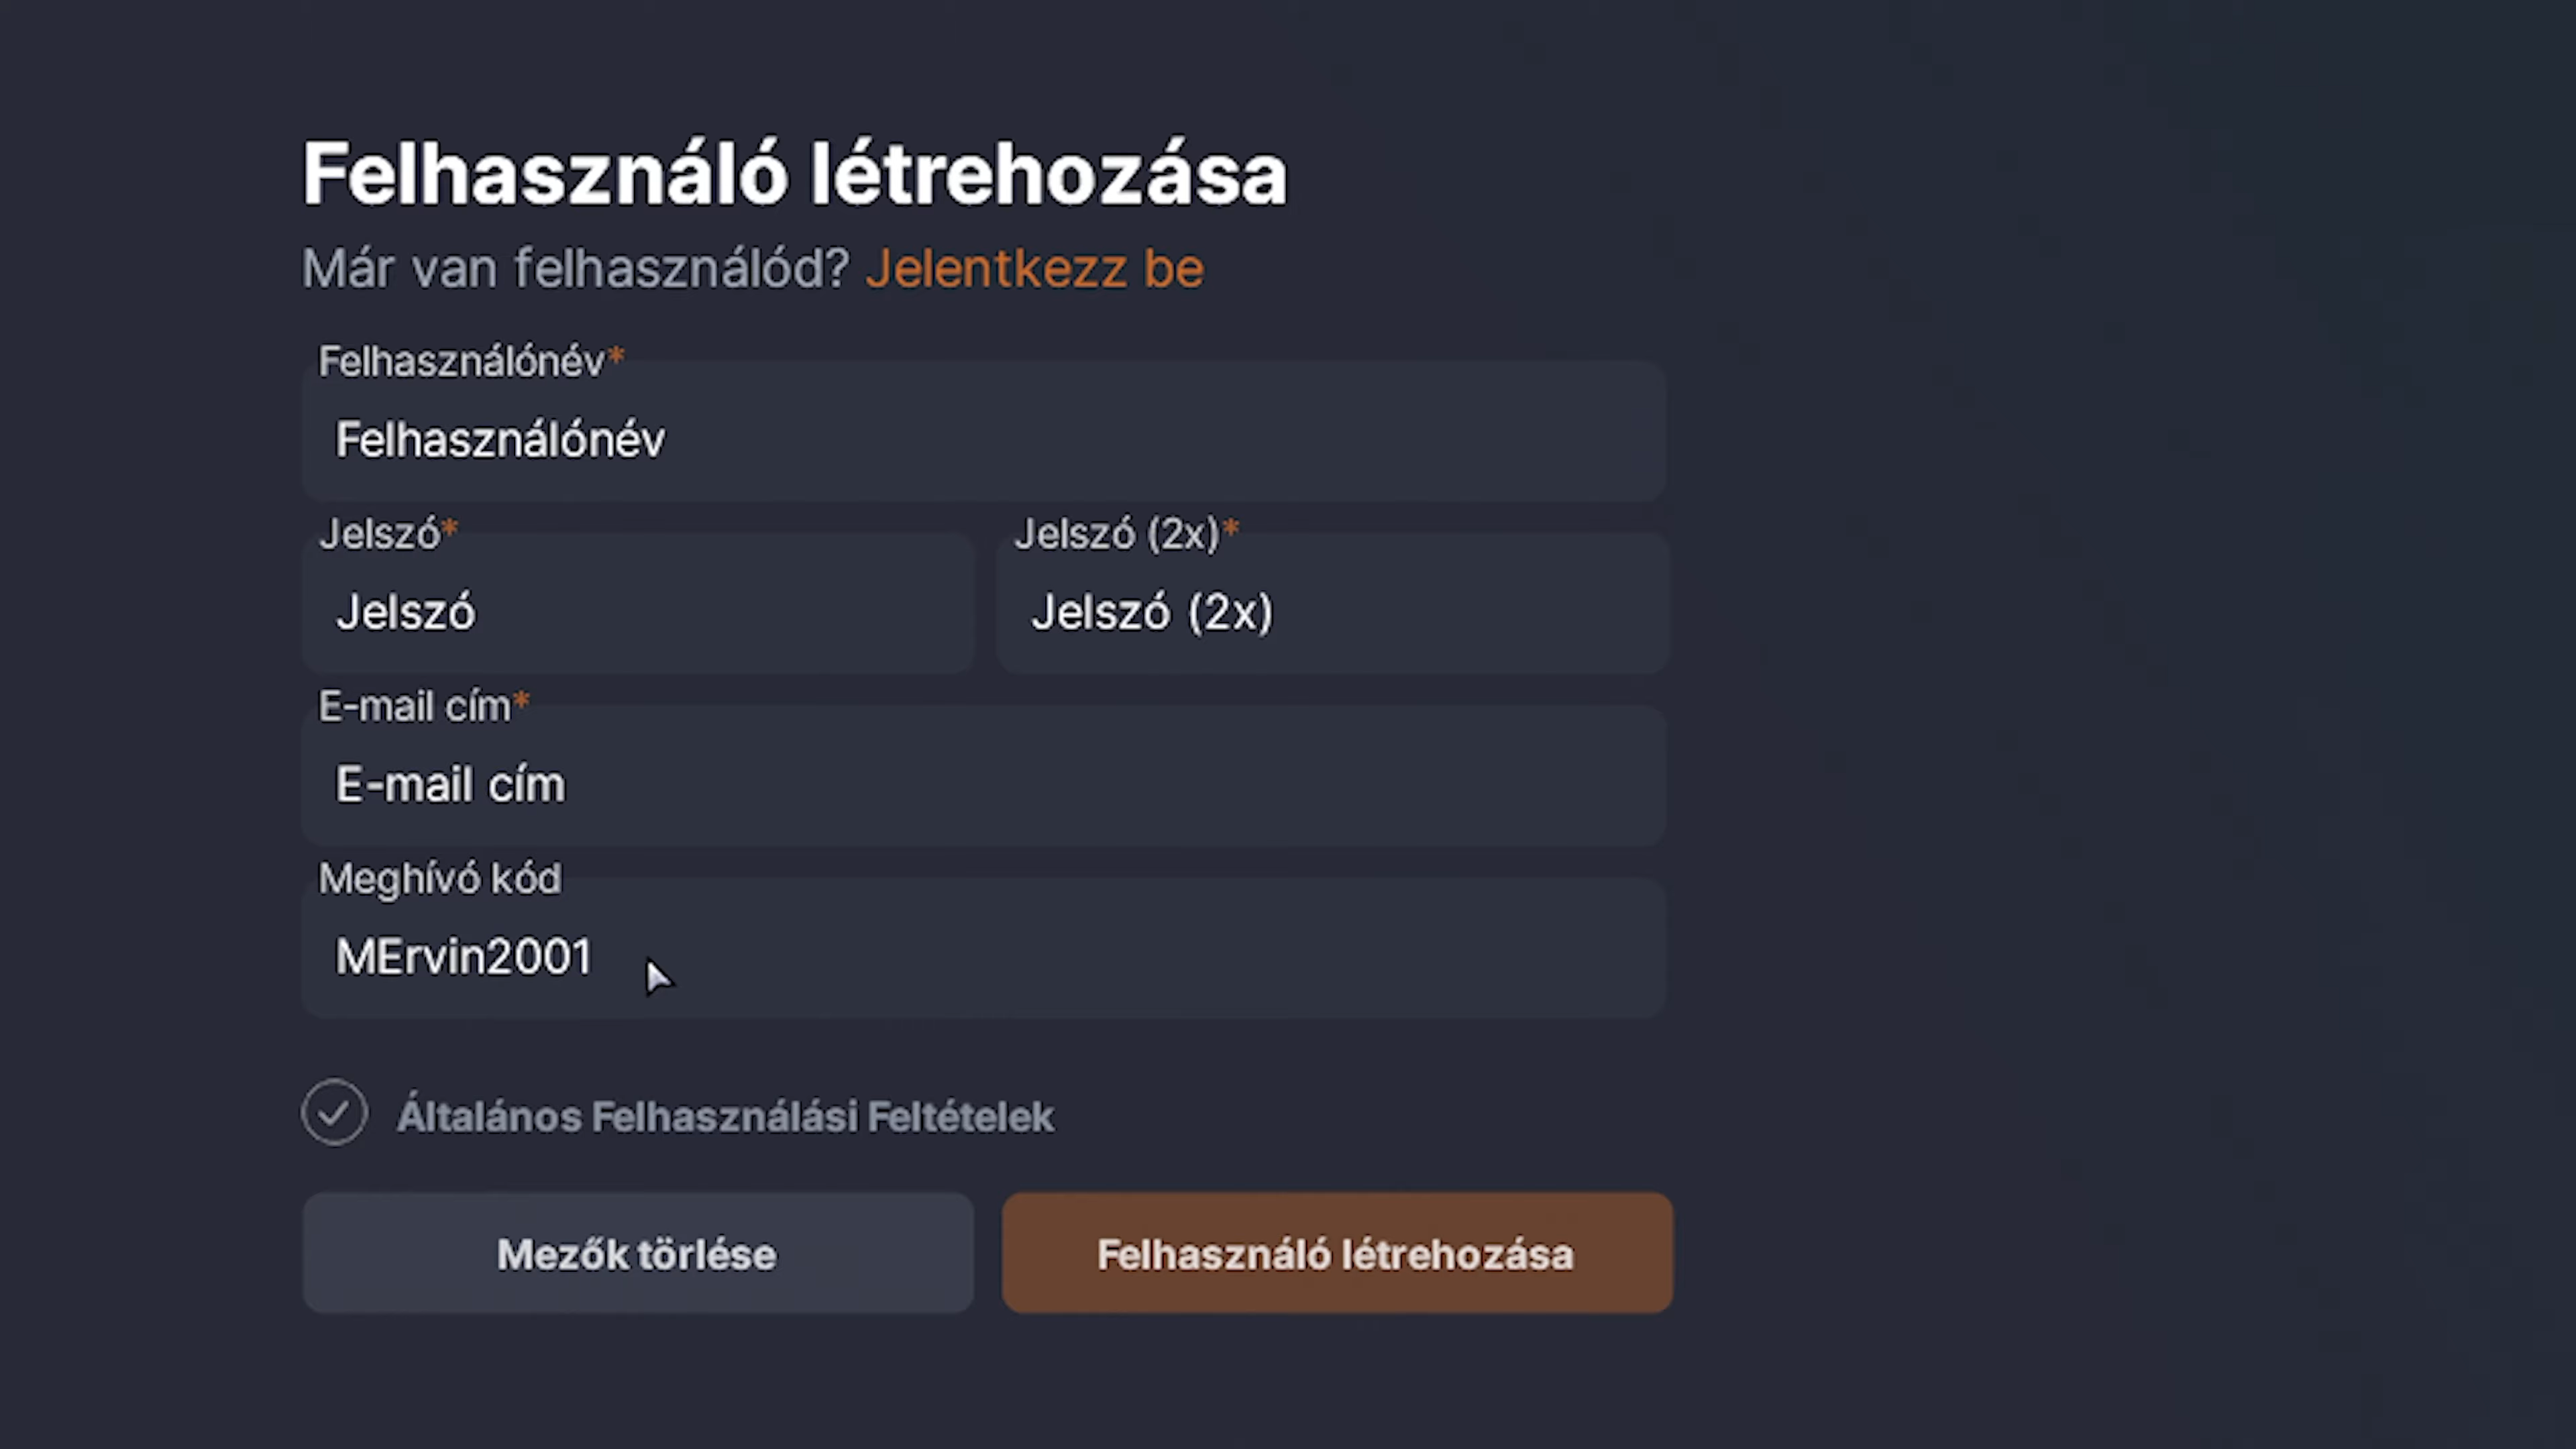 Felhasználó létrehozása
Már van felhasználód? Jelentkezz be
Felhasználónév*
Felhasználónév
Jelszó* Jelszó (2x)*
Jelszó Jelszó (2x)
E-mail cím*
E-mail cím
Meghívó kód
MErvin2001
Általános Felhasználási Feltételek
Mezők törlése Felhasználó létrehozása